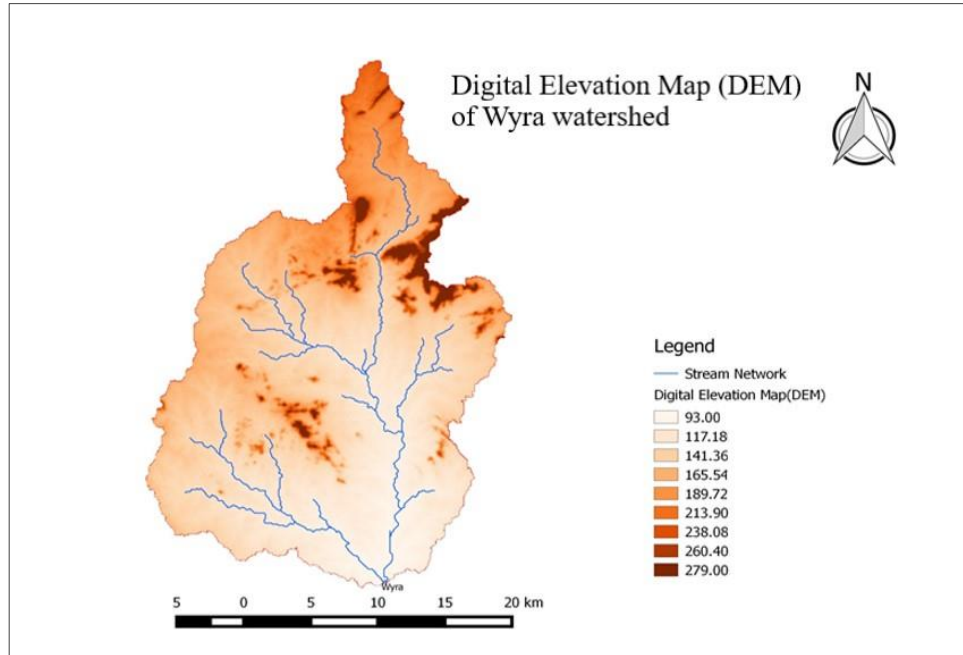 Digital Elevation Map (DEM)
of Wyra watershed
N
Legend
Stream Network
Digital Elevation Map(DEM)
93.00
117.18
141.36
165.54
189.72
213.90
238.08
260.40
279.00
Wyra
5 0 5 10 15 20 km